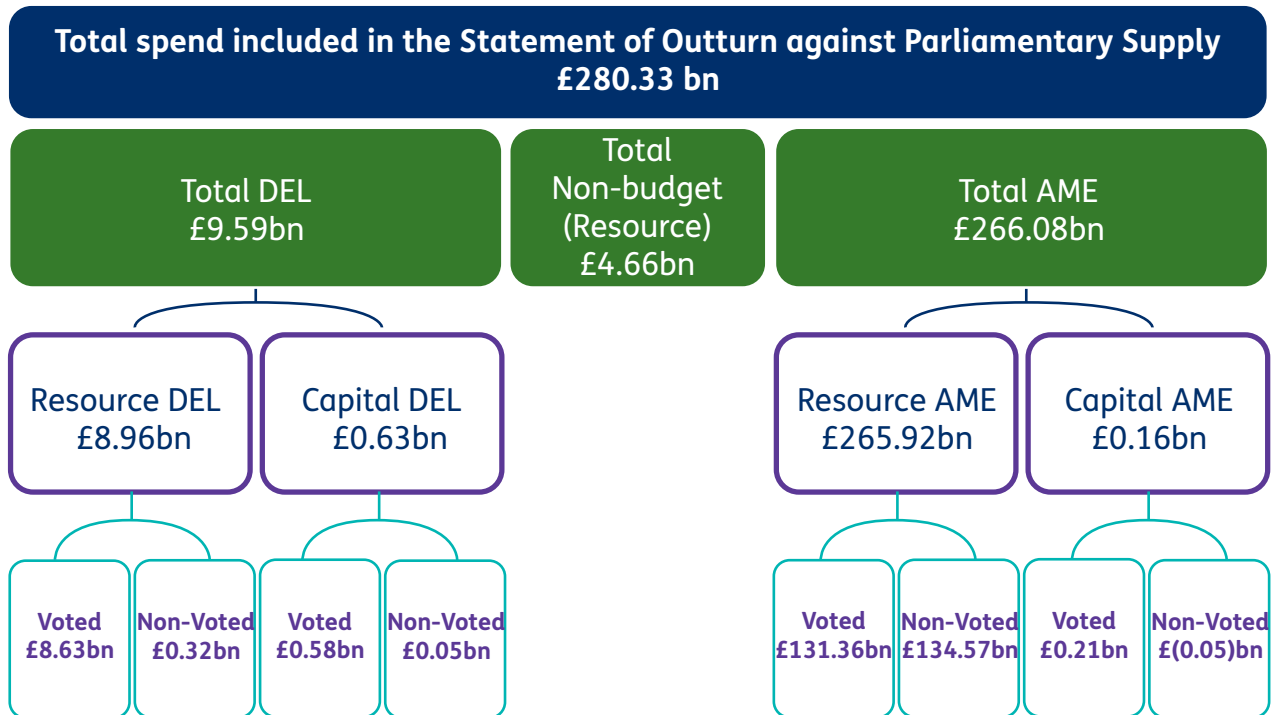 Total spend included in the Statement of Outturn against Parliamentary Supply
£280.33 bn
Total DEL
£9.59bn
Total
Non-budget
(Resource)
£4.66bn
Total AME
£266.08bn
Resource DEL
£8.96bn
Capital DEL
£0.63bn
Resource AME
£265.92bn
Capital AME
£0.16bn
Voted
£8.63bn
Non-Voted
£0.32bn
Voted
£0.58bn
Non-Voted
£0.05bn
Voted
£131.36bn
Non-Voted
£134.57bn
Voted
£0.21bn
Non-Voted
£(0.05)bn